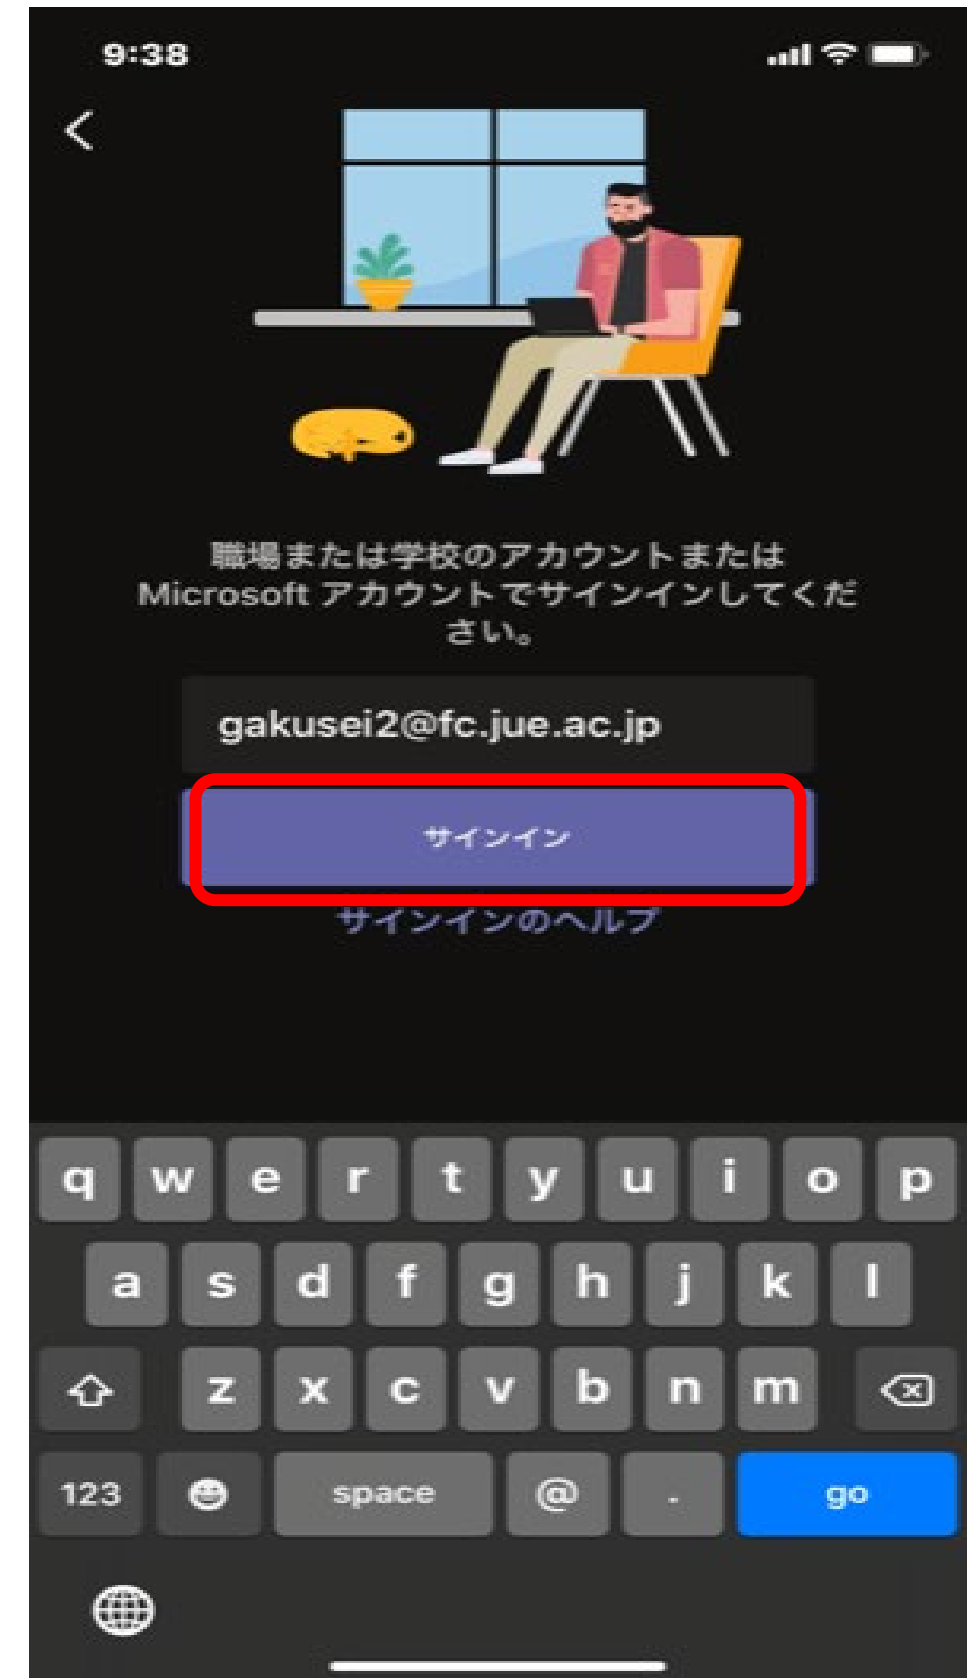 9:38
職場または学校のアカウントまたは
Microsoft アカウントでサインインしてくだ
さい。
gakusei2@fc.jue.ac.jp
サインイン
サインインのヘルプ
q w e r t y u i o p
a s d f g h j k l
z x c v b n m
123 space @ . go